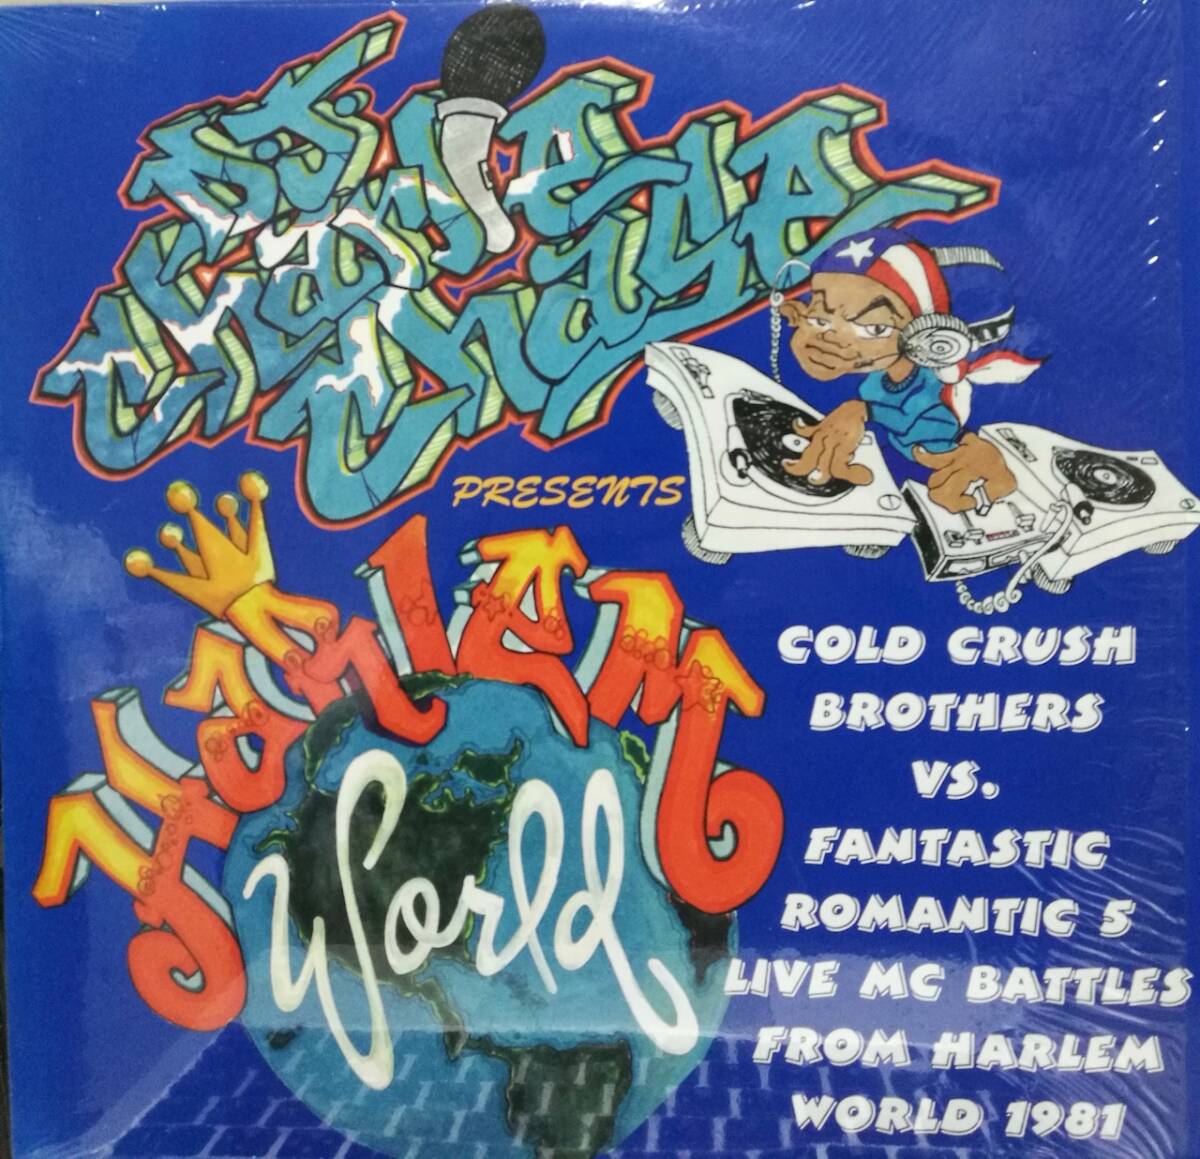 DJ.
CHARLIE
CHASE
PRESENTS
HARLEM
World
COLD CRUSH
BROTHERS
VS.
FANTASTIC
ROMANTIC 5
LIVE MC BATTLES
FROM HARLEM
WORLD 1981